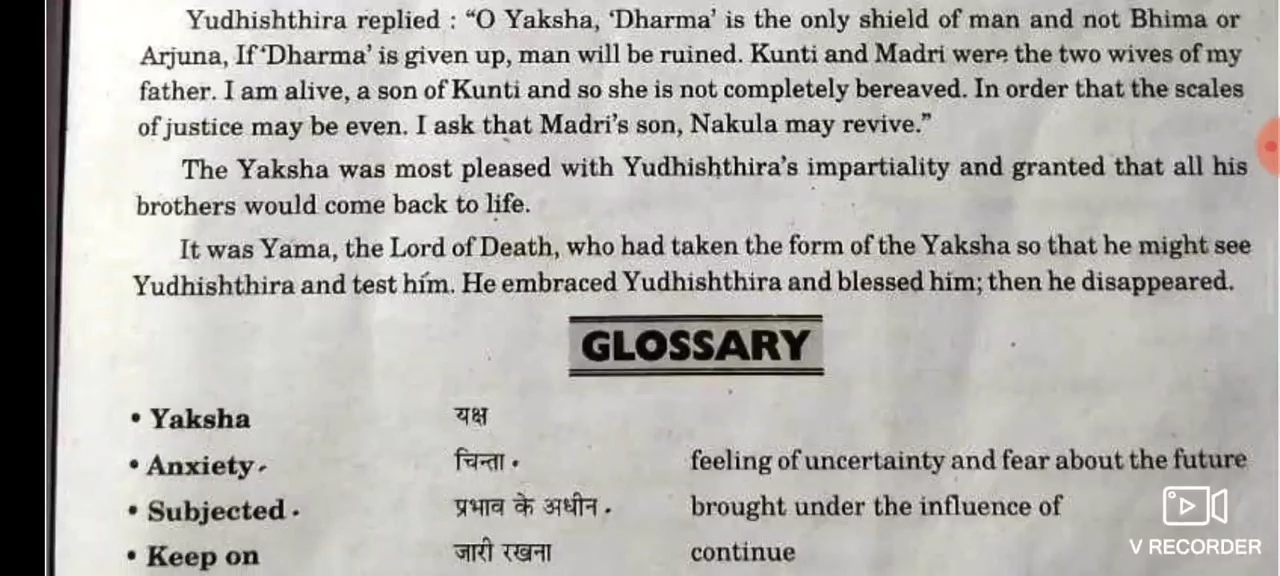 Yudhishthira replied : “O Yaksha, ‘Dharma’ is the only shield of man and not Bhima or
Arjuna, If ‘Dharma’ is given up, man will be ruined. Kunti and Madri were the two wives of my
father. I am alive, a son of Kunti and so she is not completely bereaved. In order that the scales
of justice may be even. I ask that Madri’s son, Nakula may revive.”
The Yaksha was most pleased with Yudhishthira’s impartiality and granted that all his
brothers would come back to life.
It was Yama, the Lord of Death, who had taken the form of the Yaksha so that he might see
Yudhishthira and test him. He embraced Yudhishthira and blessed him; then he disappeared.
GLOSSARY
• Yaksha यक्ष
• Anxiety चिन्ता feeling of uncertainty and fear about the future
• Subjected प्रभाव के अधीन brought under the influence of
• Keep on जारी रखना continue
V RECORDER